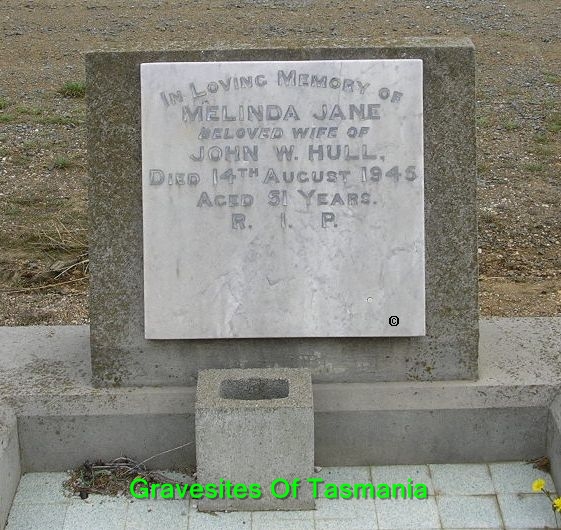 In Loving Memory of
MELINDA JANE
BELOVED WIFE OF
JOHN W. HULL,
Died 14TH August 1945
Aged 51 Years.
R. I. P.
©
Gravesites Of Tasmania